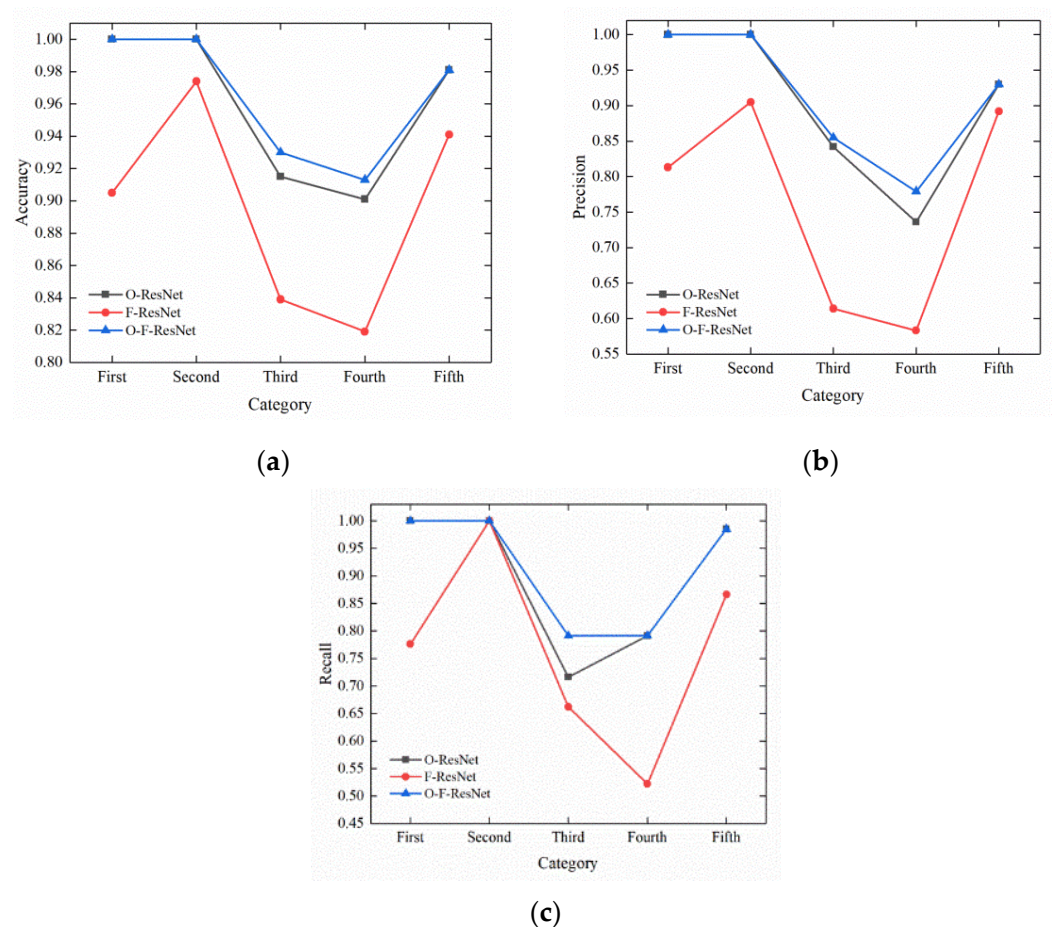 1.00
0.98
0.96
0.94
0.92
0.90
0.88
0.86
0.84
0.82
0.80
Accuracy
O-ResNet
F-ResNet
O-F-ResNet
First Second Third Fourth Fifth
Category
(a)
1.00
0.95
0.90
0.85
0.80
0.75
0.70
0.65
0.60
0.55
Precision
O-ResNet
F-ResNet
O-F-ResNet
First Second Third Fourth Fifth
Category
(b)
1.00
0.95
0.90
0.85
0.80
0.75
0.70
0.65
0.60
0.55
0.50
0.45
Recall
O-ResNet
F-ResNet
O-F-ResNet
First Second Third Fourth Fifth
Category
(c)